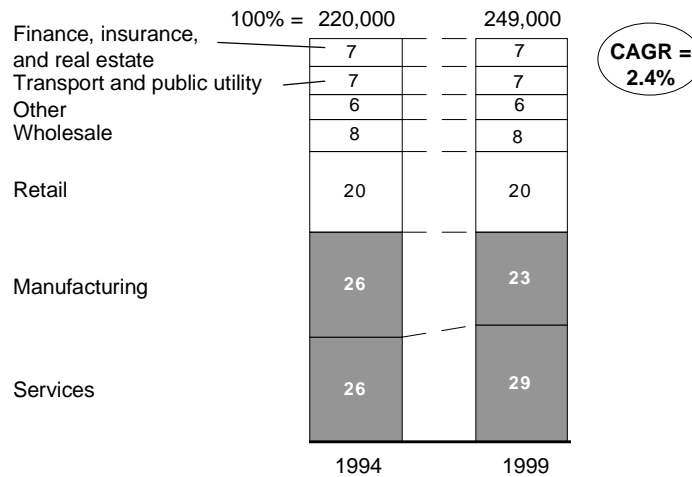 100% = 220,000 249,000
Finance, insurance,
and real estate
7 7
CAGR =
2.4%
Transport and public utility
7 7
Other
6 6
Wholesale
8 8
Retail
20 20
Manufacturing
26 23
Services
26 29
1994 1999